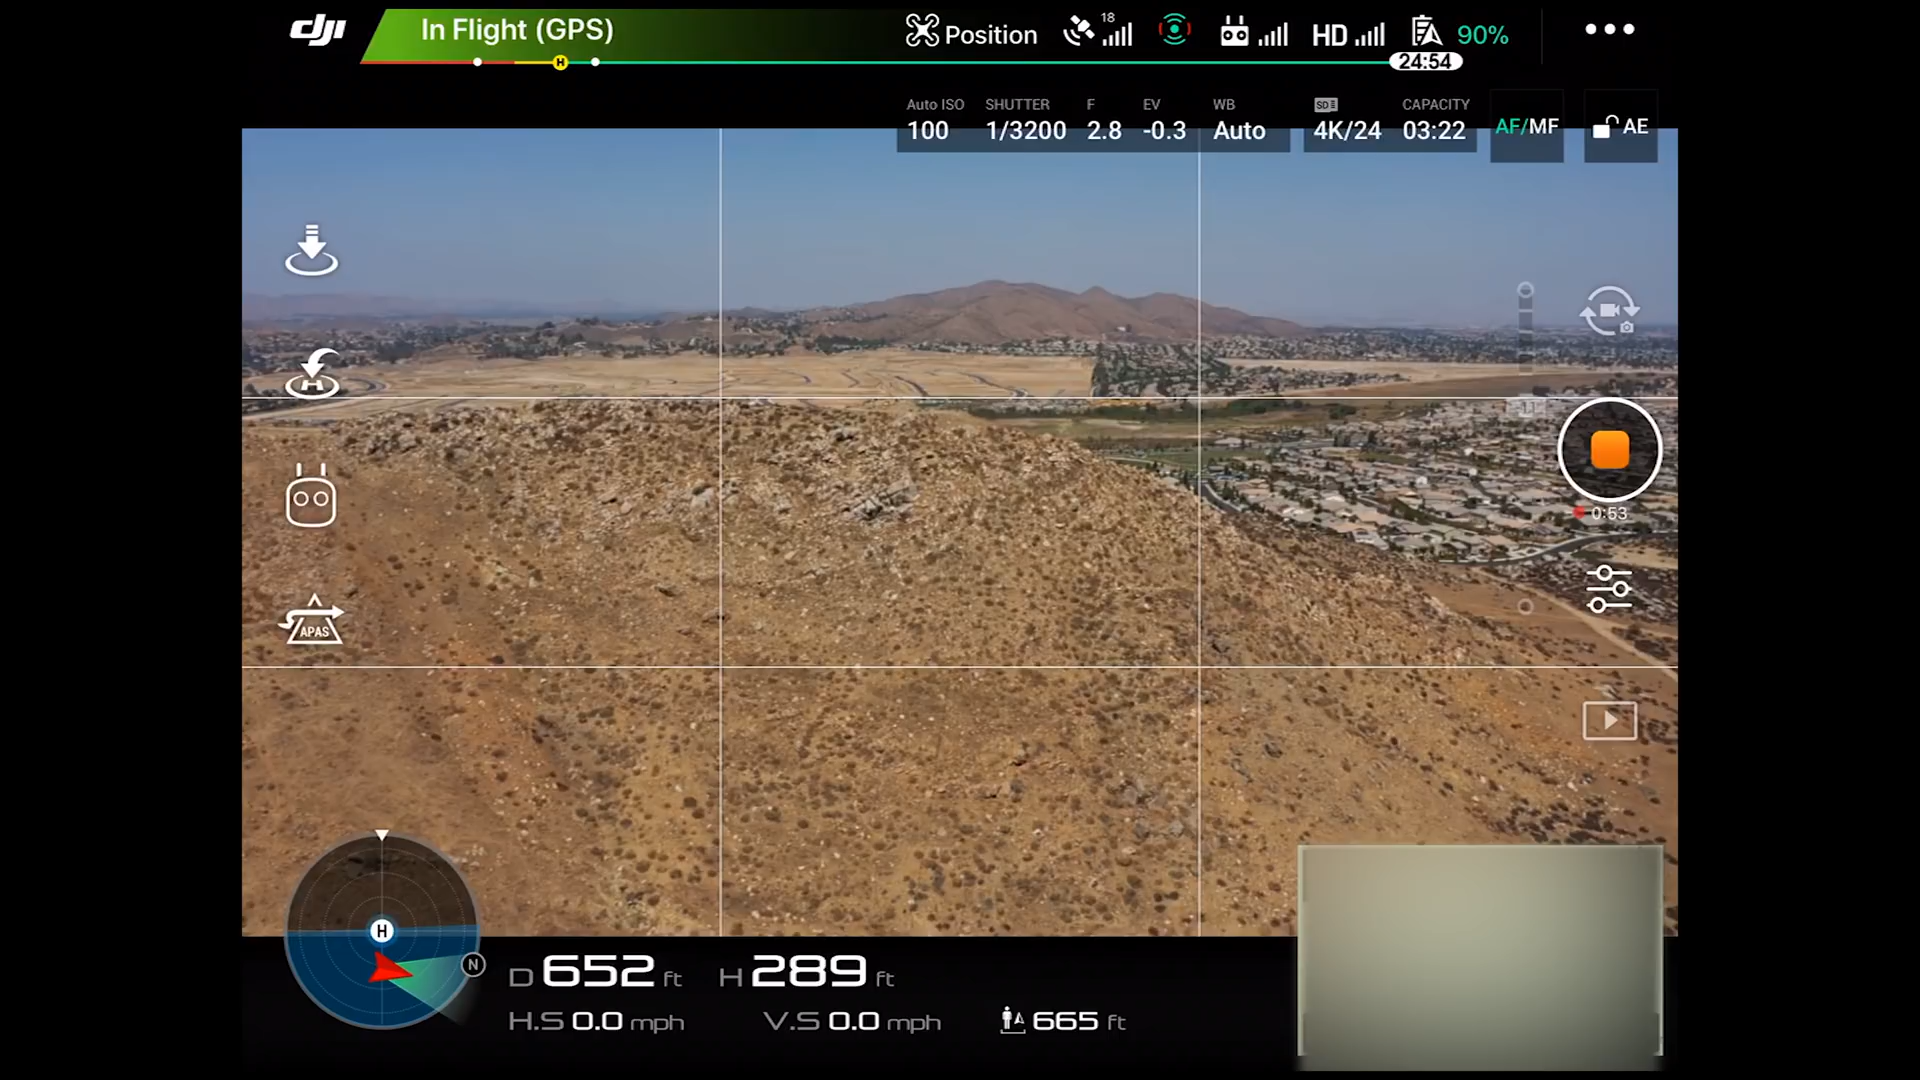 dji
In Flight (GPS)
Position
18
HD
90%
H
24:54
Auto ISO
100
SHUTTER
1/3200
F
2.8
EV
-0.3
WB
Auto
SD
4K/24
CAPACITY
03:22
AF/MF
AE
H
0:53
APAS
H
N
D 652 ft
H 289 ft
H.S 0.0 mph
V.S 0.0 mph
665 ft